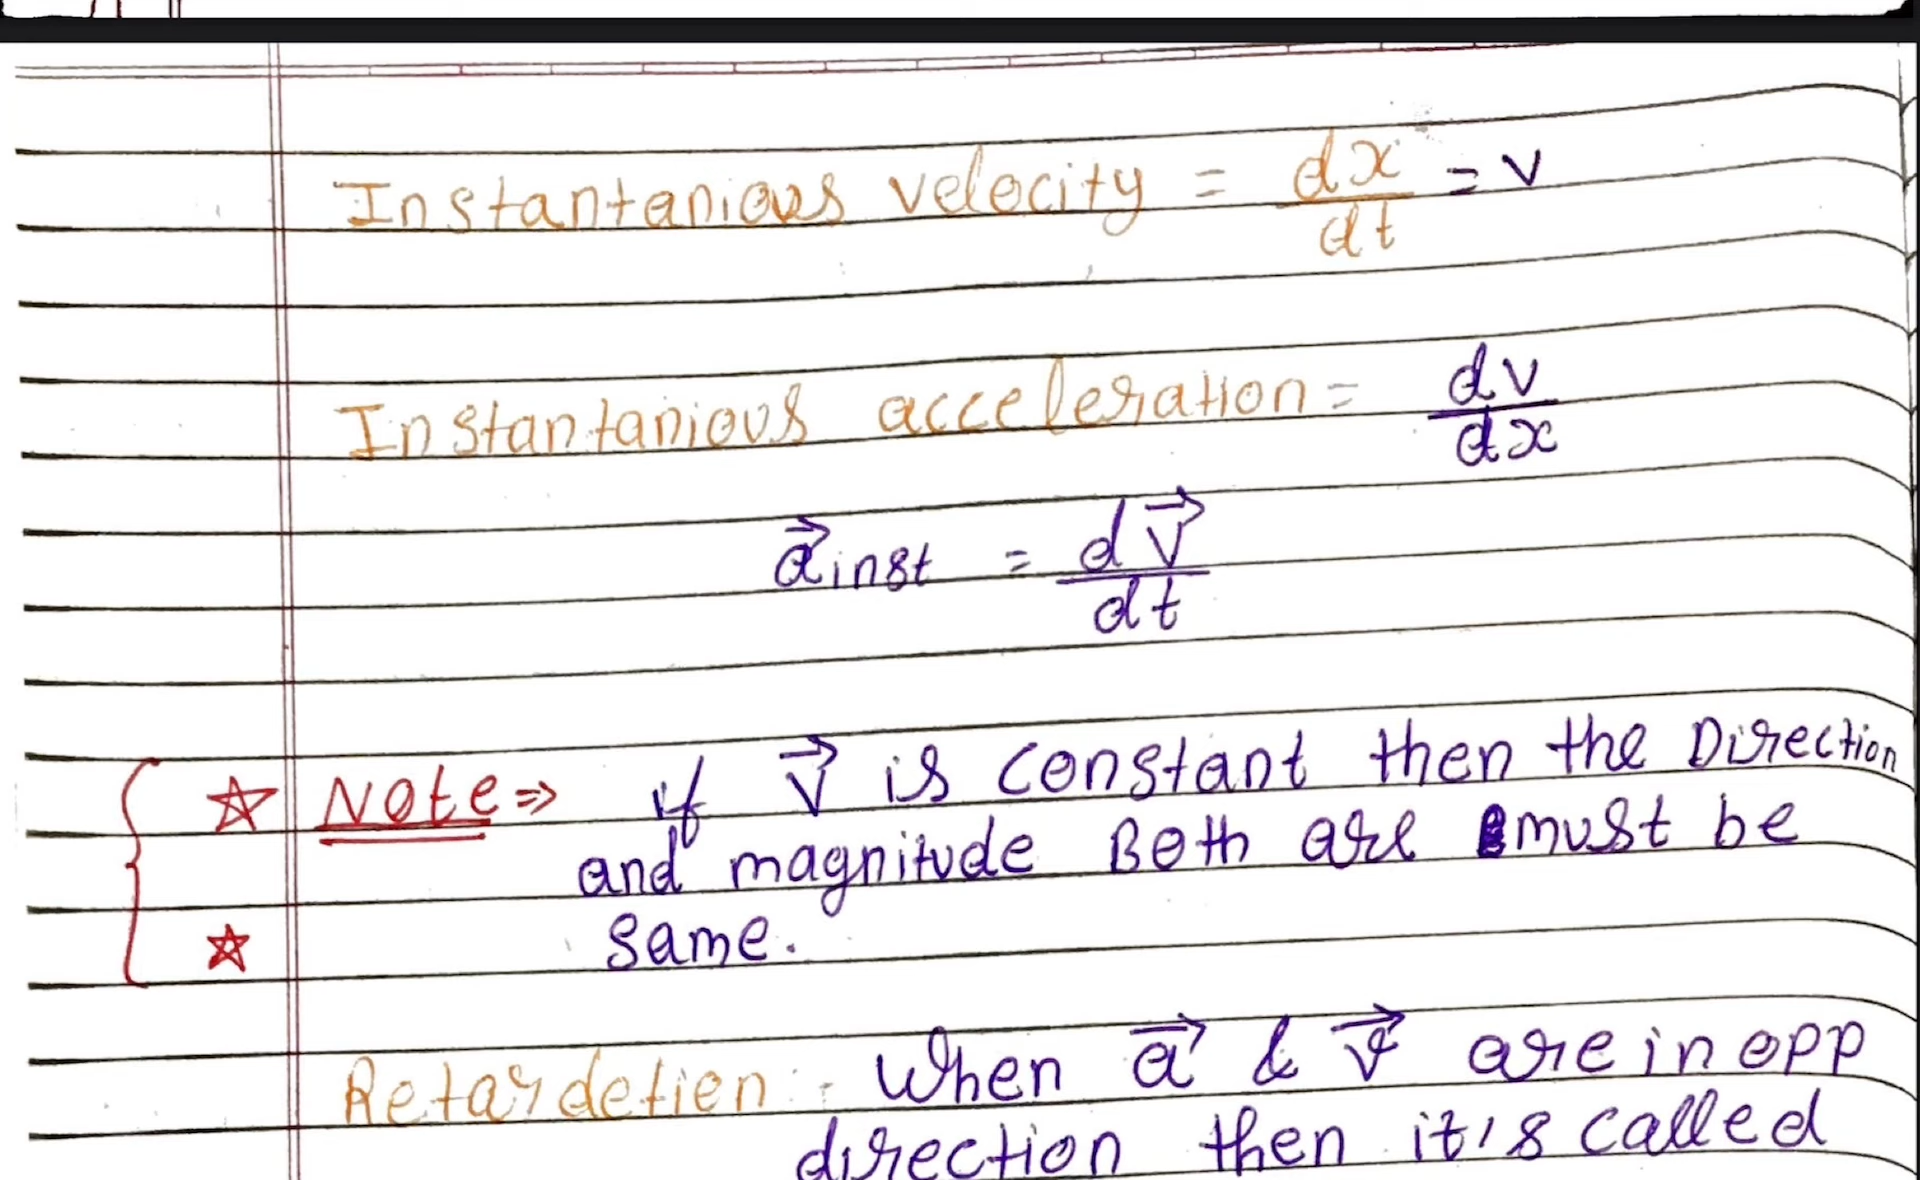 Instantanious velocity = dx/dt = v
Instantanious acceleration = dv/dx
a⃗inst = dv⃗/dt
Note ⇒ if v⃗ is constant then the Direction
and magnitude Both are must be
same.
Retardetien :- When a⃗ & v⃗ are in opp
direction then it's called